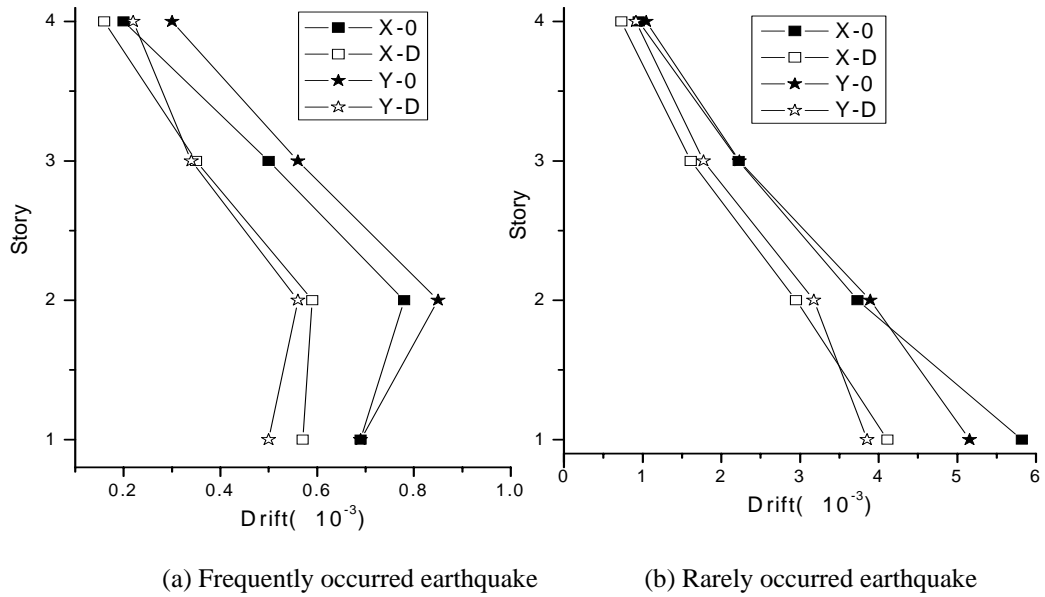 X-0
X-D
Y-0
Y-D
4
3
2
1
Story
0.2
0.4
0.6
0.8
1.0
Drift( 10-3)
(a) Frequently occurred earthquake
X-0
X-D
Y-0
Y-D
4
3
2
1
Story
0
1
2
3
4
5
6
Drift( 10-3)
(b) Rarely occurred earthquake